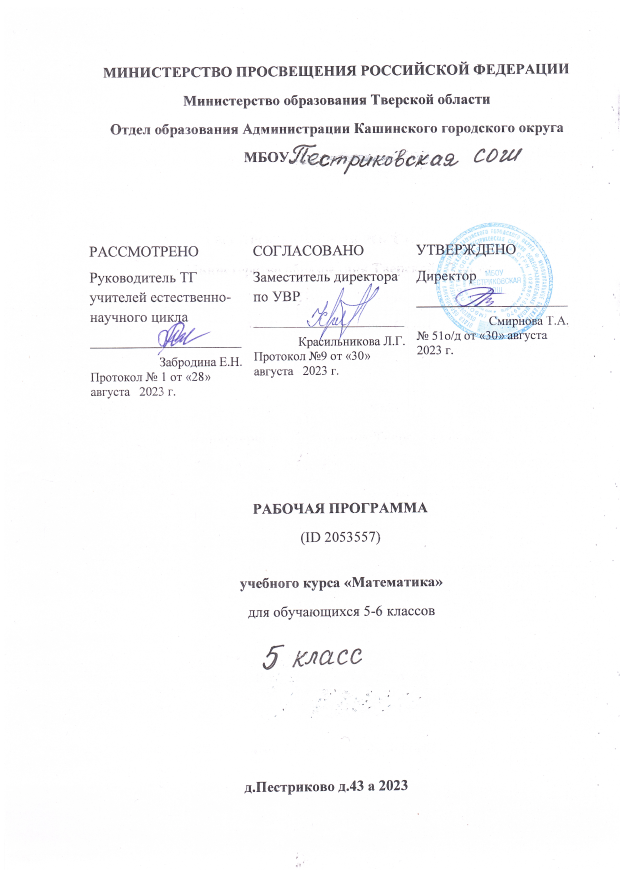 МИНИСТЕРСТВО ПРОСВЕЩЕНИЯ РОССИЙСКОЙ ФЕДЕРАЦИИ
Министерство образования Тверской области
Отдел образования Администрации Кашинского городского округа
МБОУ Пестриковская СОШ
РАССМОТРЕНО
Руководитель ТГ
учителей естественно-
научного цикла
Забродина Е.Н.
Протокол № 1 от «28»
августа 2023 г.
СОГЛАСОВАНО
Заместитель директора
по УВР
Красильникова Л.Г.
Протокол №9 от «30»
августа 2023 г.
УТВЕРЖДЕНО
Директор
Смирнова Т.А.
№ 51о/д от «30» августа
2023 г.
МБОУ
ПЕСТРИКОВСКАЯ
СОШ
РАБОЧАЯ ПРОГРАММА
(ID 2053557)
учебного курса «Математика»
для обучающихся 5-6 классов
5 класс
д.Пестриково д.43 а 2023